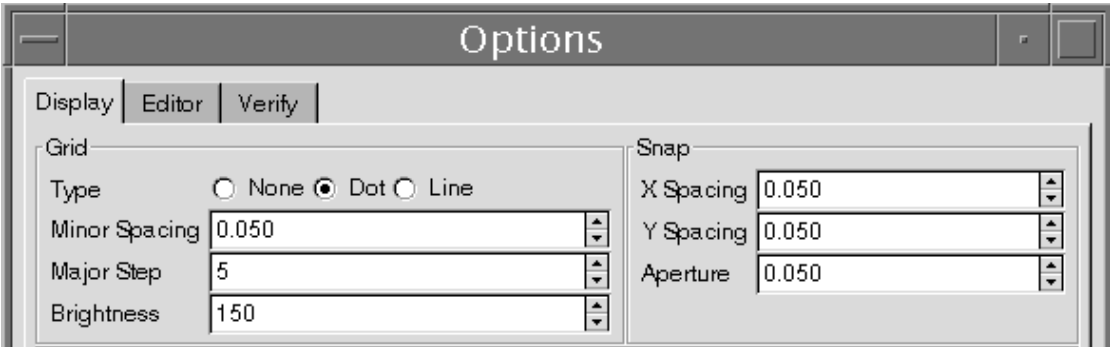 Options
Display Editor Verify
Grid
Type None Dot Line
Minor Spacing 0.050
Major Step 5
Brightness 150
Snap
X Spacing 0.050
Y Spacing 0.050
Aperture 0.050